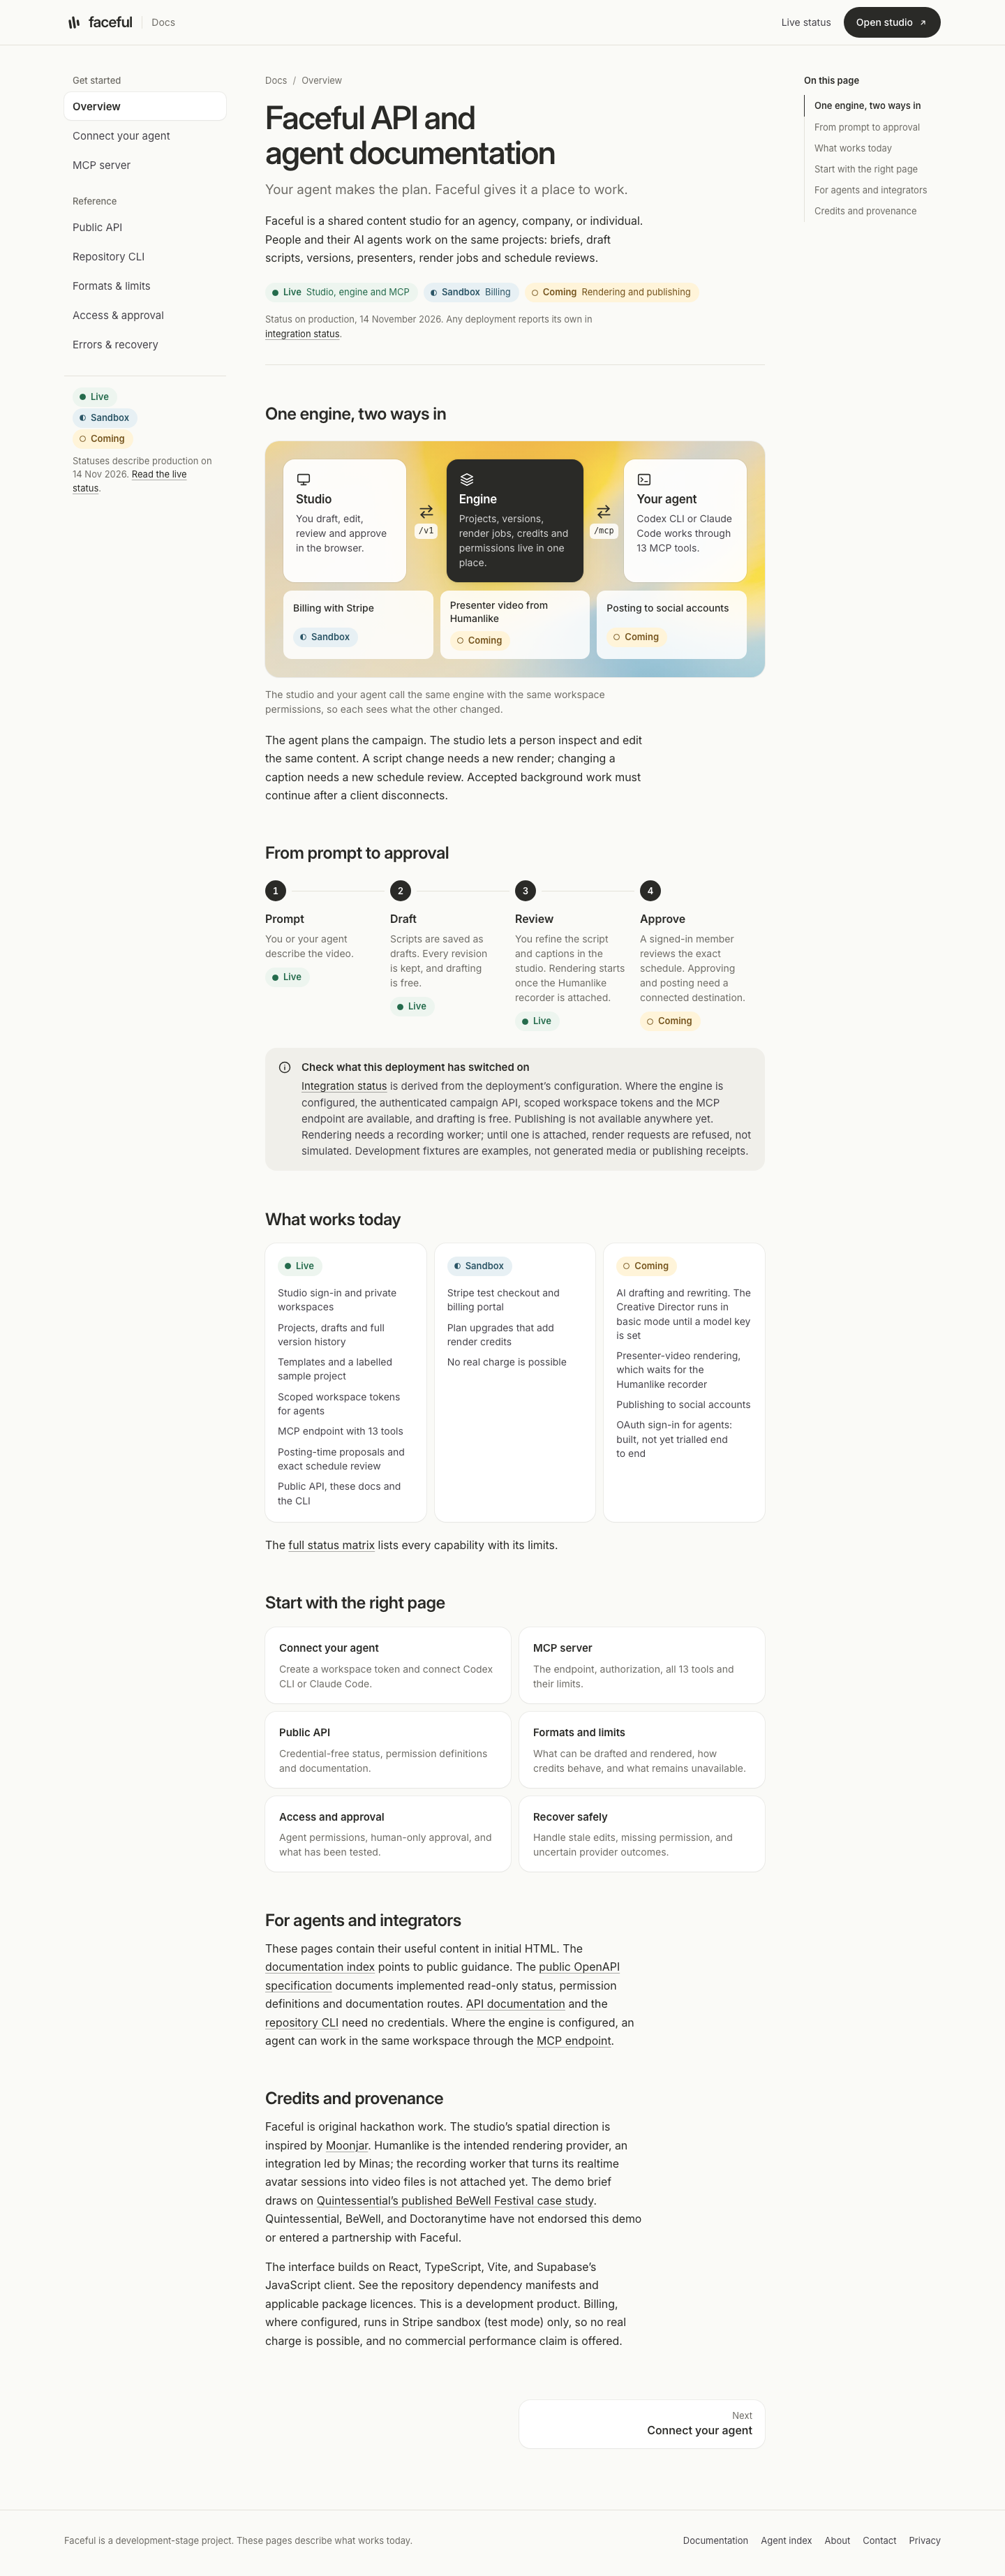 faceful
Docs
Live status
Open studio
Get started
Overview
Connect your agent
MCP server
Reference
Public API
Repository CLI
Formats & limits
Access & approval
Errors & recovery
Live
Sandbox
Coming
Statuses describe production on
14 Nov 2026. Read the live
status.
Docs / Overview
Faceful API and
agent documentation
Your agent makes the plan. Faceful gives it a place to work.
Faceful is a shared content studio for an agency, company, or individual.
People and their AI agents work on the same projects: briefs, draft
scripts, versions, presenters, render jobs and schedule reviews.
Live Studio, engine and MCP
Sandbox Billing
Coming Rendering and publishing
Status on production, 14 November 2026. Any deployment reports its own in
integration status.
On this page
One engine, two ways in
From prompt to approval
What works today
Start with the right page
For agents and integrators
Credits and provenance
One engine, two ways in
Studio
You draft, edit,
review and approve
in the browser.
/v1
Engine
Projects, versions,
render jobs, credits and
permissions live in one
place.
/mcp
Your agent
Codex CLI or Claude
Code works through
13 MCP tools.
Billing with Stripe
Sandbox
Presenter video from
Humanlike
Coming
Posting to social accounts
Coming
The studio and your agent call the same engine with the same workspace
permissions, so each sees what the other changed.
The agent plans the campaign. The studio lets a person inspect and edit
the same content. A script change needs a new render; changing a
caption needs a new schedule review. Accepted background work must
continue after a client disconnects.
From prompt to approval
1
Prompt
You or your agent
describe the video.
Live
2
Draft
Scripts are saved as
drafts. Every revision
is kept, and drafting
is free.
Live
3
Review
You refine the script
and captions in the
studio. Rendering starts
once the Humanlike
recorder is attached.
Live
4
Approve
A signed-in member
reviews the exact
schedule. Approving
and posting need a
connected destination.
Coming
Check what this deployment has switched on
Integration status is derived from the deployment’s configuration. Where the engine is
configured, the authenticated campaign API, scoped workspace tokens and the MCP
endpoint are available, and drafting is free. Publishing is not available anywhere yet.
Rendering needs a recording worker; until one is attached, render requests are refused, not
simulated. Development fixtures are examples, not generated media or publishing receipts.
What works today
Live
Studio sign-in and private
workspaces
Projects, drafts and full
version history
Templates and a labelled
sample project
Scoped workspace tokens
for agents
MCP endpoint with 13 tools
Posting-time proposals and
exact schedule review
Public API, these docs and
the CLI
Sandbox
Stripe test checkout and
billing portal
Plan upgrades that add
render credits
No real charge is possible
Coming
AI drafting and rewriting. The
Creative Director runs in
basic mode until a model key
is set
Presenter-video rendering,
which waits for the
Humanlike recorder
Publishing to social accounts
OAuth sign-in for agents:
built, not yet trialled end
to end
The full status matrix lists every capability with its limits.
Start with the right page
Connect your agent
Create a workspace token and connect Codex
CLI or Claude Code.
MCP server
The endpoint, authorization, all 13 tools and
their limits.
Public API
Credential-free status, permission definitions
and documentation.
Formats and limits
What can be drafted and rendered, how
credits behave, and what remains unavailable.
Access and approval
Agent permissions, human-only approval, and
what has been tested.
Recover safely
Handle stale edits, missing permission, and
uncertain provider outcomes.
For agents and integrators
These pages contain their useful content in initial HTML. The
documentation index points to public guidance. The public OpenAPI
specification documents implemented read-only status, permission
definitions and documentation routes. API documentation and the
repository CLI need no credentials. Where the engine is configured, an
agent can work in the same workspace through the MCP endpoint.
Credits and provenance
Faceful is original hackathon work. The studio’s spatial direction is
inspired by Moonjar. Humanlike is the intended rendering provider, an
integration led by Minas; the recording worker that turns its realtime
avatar sessions into video files is not attached yet. The demo brief
draws on Quintessential’s published BeWell Festival case study.
Quintessential, BeWell, and Doctoranytime have not endorsed this demo
or entered a partnership with Faceful.
The interface builds on React, TypeScript, Vite, and Supabase’s
JavaScript client. See the repository dependency manifests and
applicable package licences. This is a development product. Billing,
where configured, runs in Stripe sandbox (test mode) only, so no real
charge is possible, and no commercial performance claim is offered.
Next
Connect your agent
Faceful is a development-stage project. These pages describe what works today.
Documentation
Agent index
About
Contact
Privacy